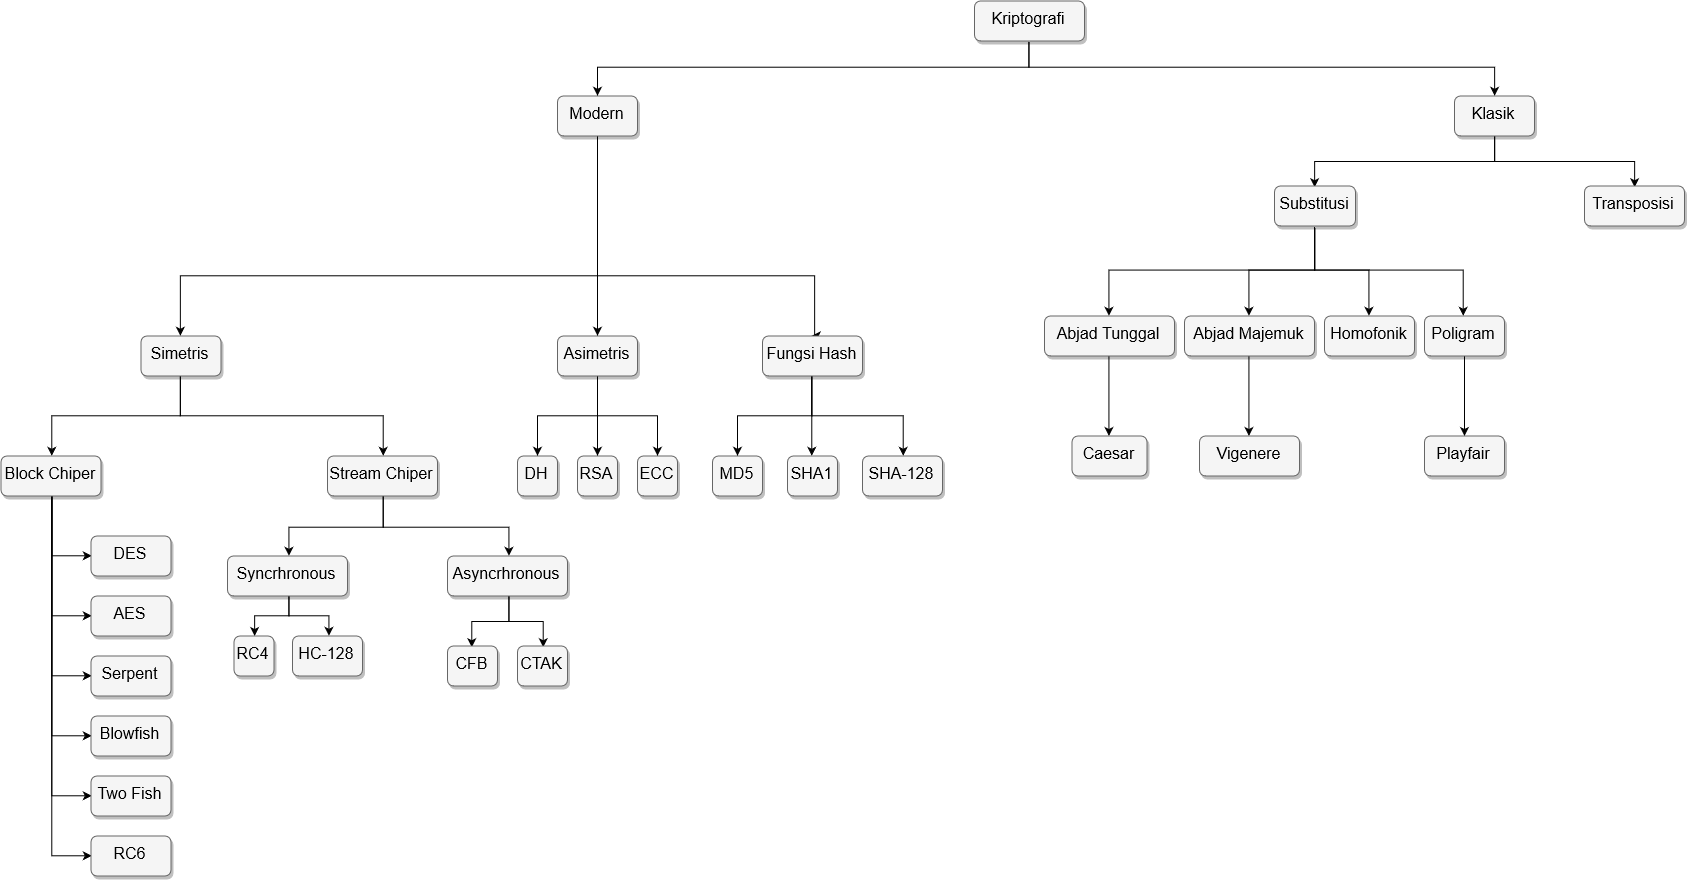 Kriptografi
Modern
Klasik
Substitusi
Transposisi
Abjad Tunggal
Abjad Majemuk
Homofonik
Poligram
Simetris
Asimetris
Fungsi Hash
Caesar
Vigenere
Playfair
Block Chiper
Stream Chiper
DH
RSA
ECC
MD5
SHA1
SHA-128
DES
Syncrhronous
Asyncrhronous
AES
RC4
HC-128
CFB
CTAK
Serpent
Blowfish
Two Fish
RC6